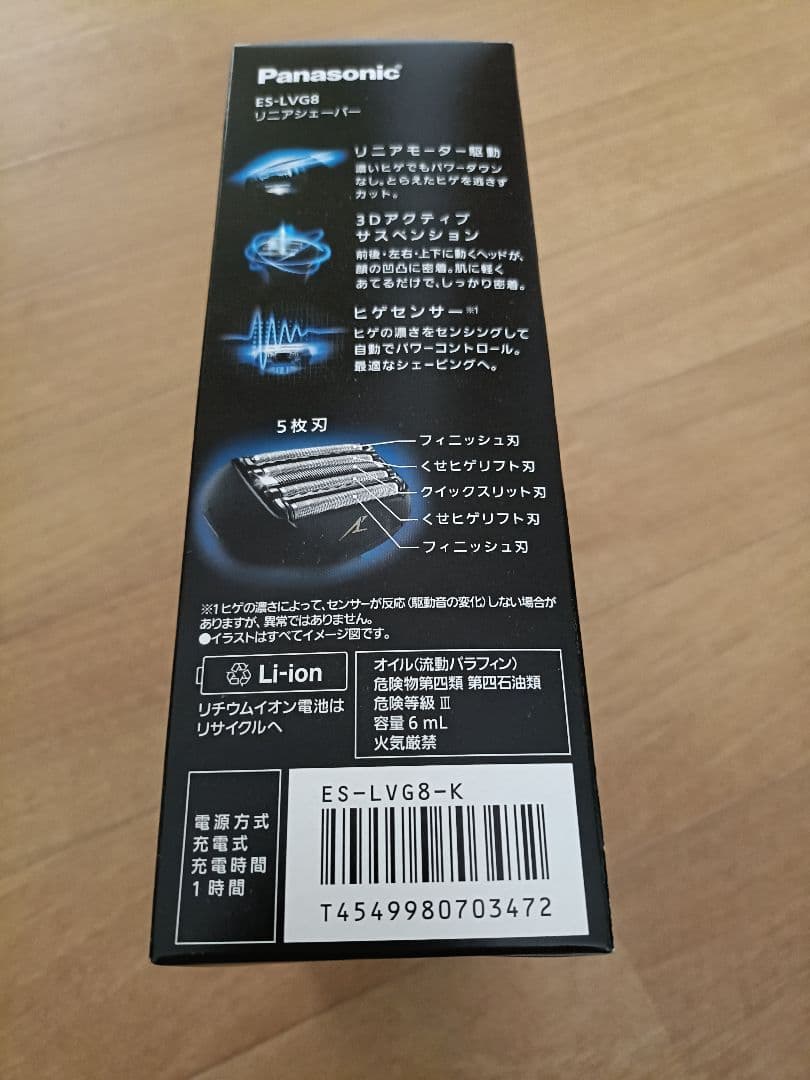 Panasonic
ES-LVG8
リニアシェーバー
リニアモーター駆動
濃いヒゲでもパワーダウン
なし。とらえたヒゲを逃さず
カット。
3Dアクティブ
サスペンション
前後・左右・上下に動くヘッドが、
顔の凹凸に密着。肌に軽く
あてるだけで、しっかり密着。
ヒゲセンサー※1
ヒゲの濃さをセンシングして
自動でパワーコントロール。
最適なシェービングへ。
5枚刃
フィニッシュ刃
くせヒゲリフト刃
クイックスリット刃
くせヒゲリフト刃
フィニッシュ刃
※1 ヒゲの濃さによって、センサーが反応(駆動音の変化)しない場合が
ありますが、異常ではありません。
●イラストはすべてイメージ図です。
Li-ion
リチウムイオン電池は
リサイクルへ
オイル(流動パラフィン)
危険物第四類 第四石油類
危険等級 Ⅲ
容量 6 mL
火気厳禁
電源方式
充電式
充電時間
1時間
ES-LVG8-K
T4549980703472